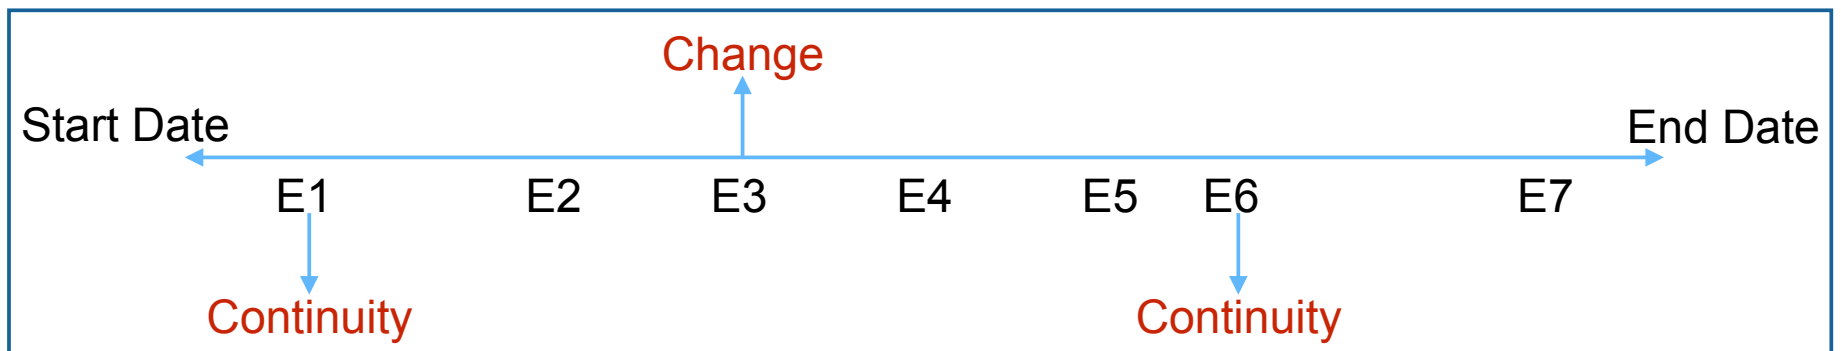 Change
Start Date
End Date
E1 E2 E3 E4 E5 E6 E7
Continuity Continuity